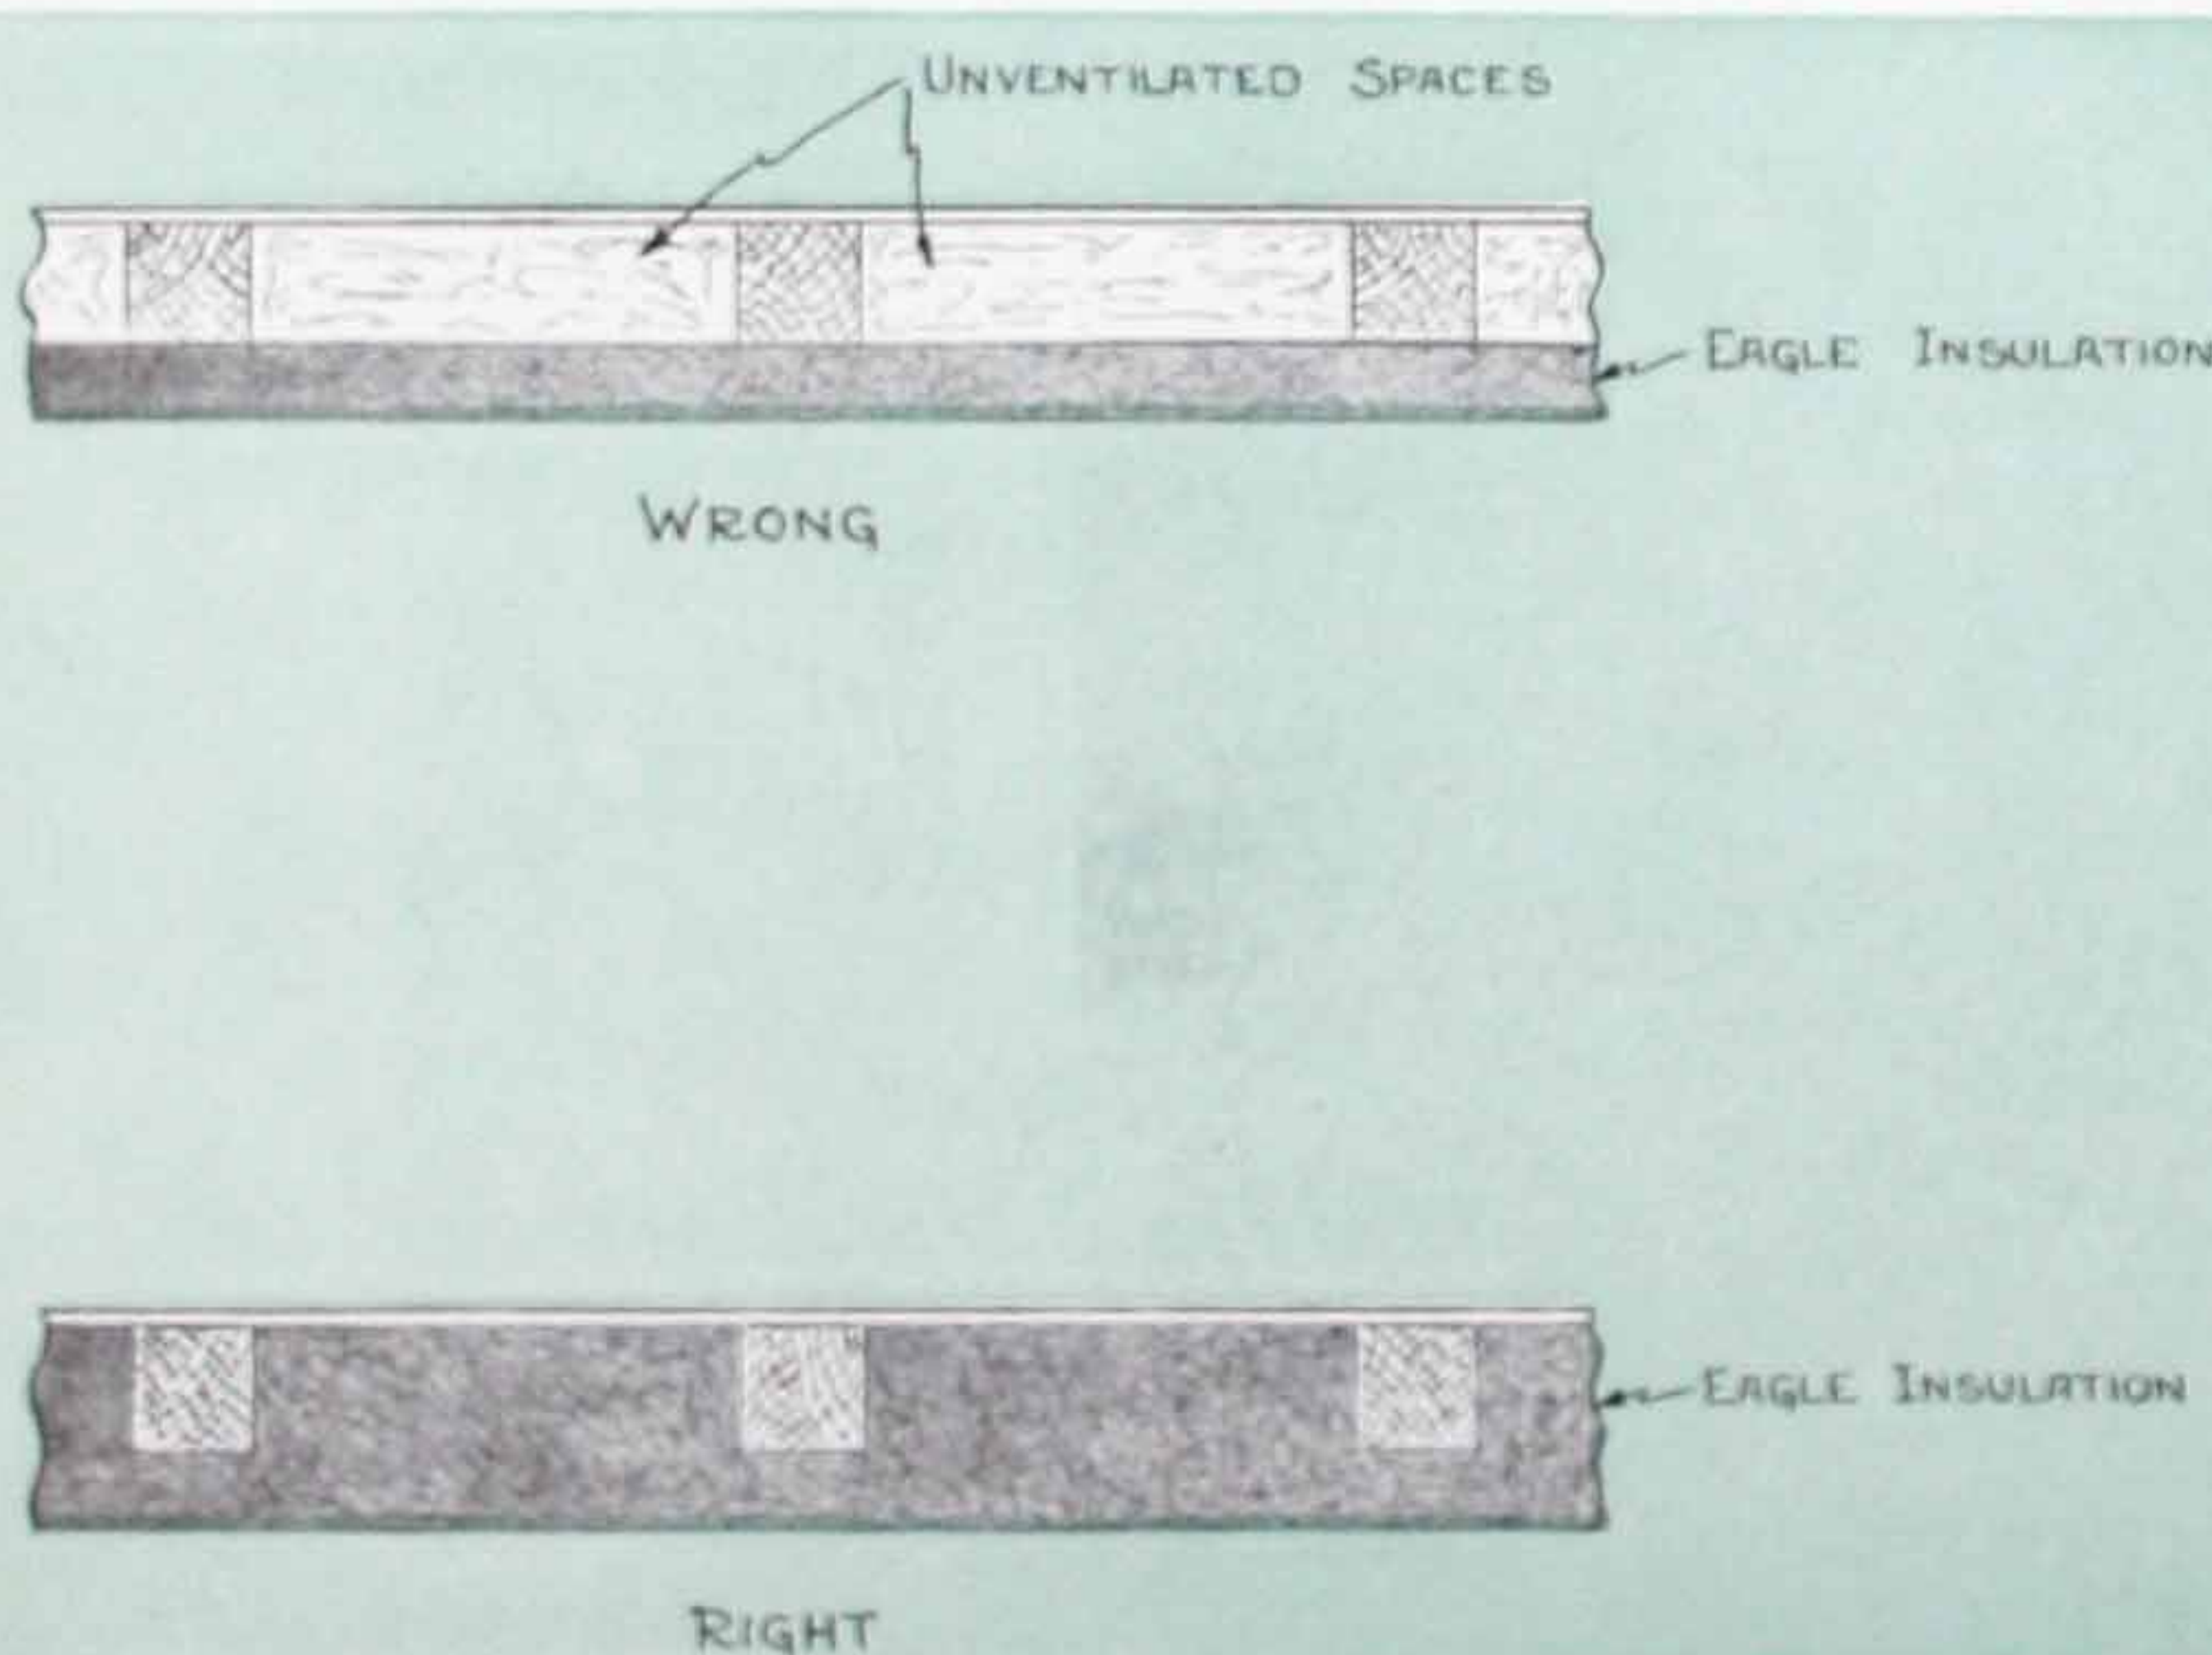 UNVENTILATED SPACES
EAGLE INSULATION
WRONG
EAGLE INSULATION
RIGHT